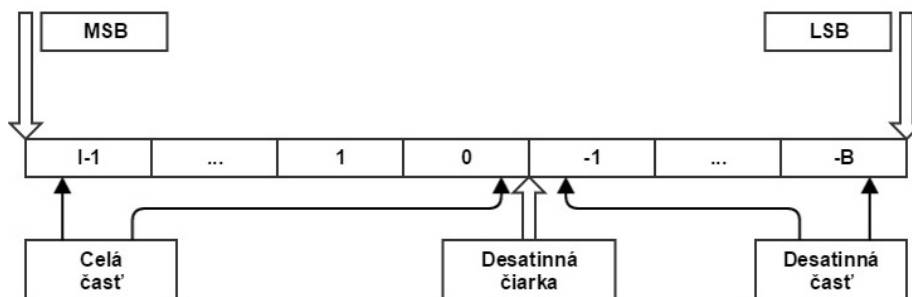 MSB
LSB
I-1 ... 1 0 -1 ... -B
Celá
časť
Desatinná
čiarka
Desatinná
časť